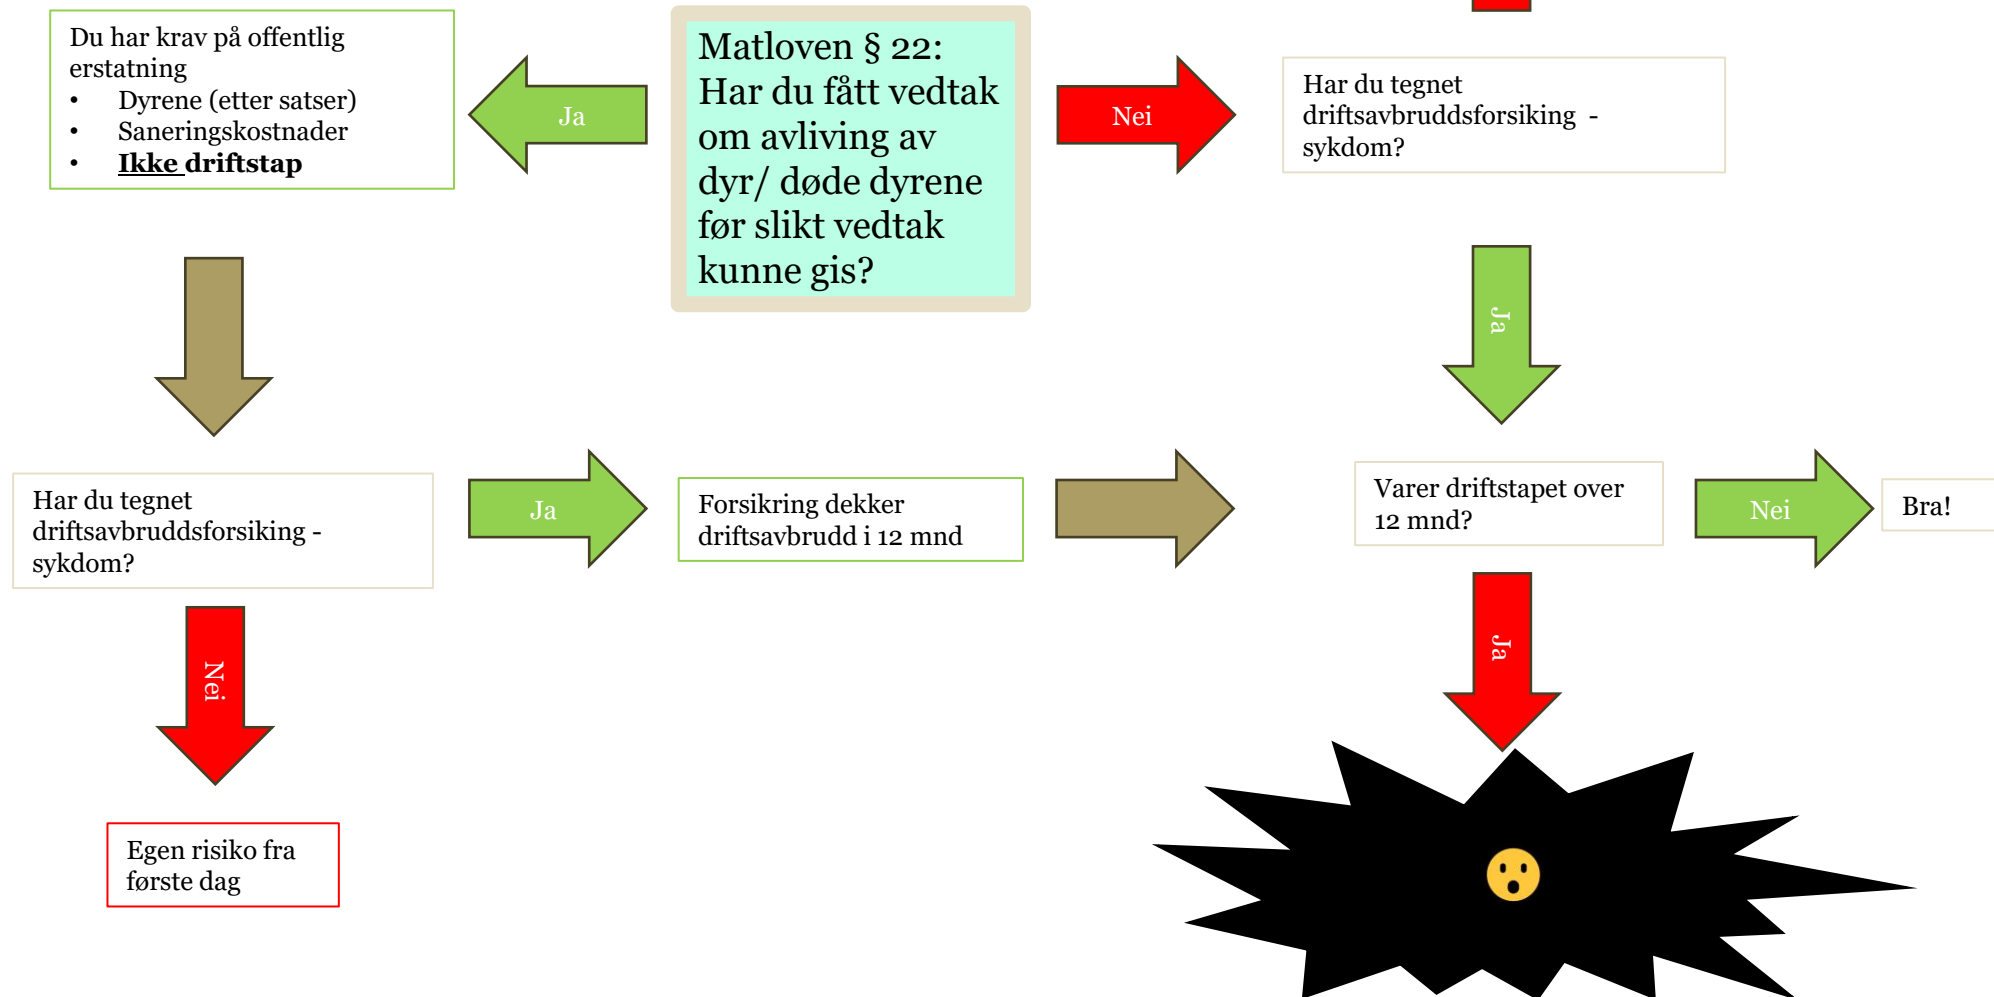 Du har krav på offentlig
erstatning
• Dyrene (etter satser)
• Saneringskostnader
• Ikke driftstap
Ja
Matloven § 22:
Har du fått vedtak
om avliving av
dyr/ døde dyrene
før slikt vedtak
kunne gis?
Nei
Har du tegnet
driftsavbruddsforsiking -
sykdom?
Ja
Har du tegnet
driftsavbruddsforsiking -
sykdom?
Ja
Forsikring dekker
driftsavbrudd i 12 mnd
Varer driftstapet over
12 mnd?
Nei
Bra!
Nei
Ja
Egen risiko fra
første dag